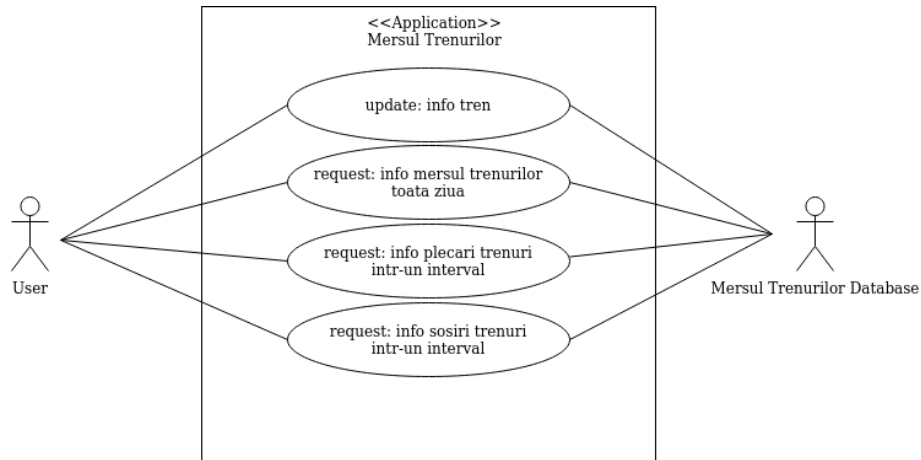 <<Application>>
Mersul Trenurilor
update: info tren
request: info mersul trenurilor
toata ziua
request: info plecari trenuri
intr-un interval
request: info sosiri trenuri
intr-un interval
User
Mersul Trenurilor Database